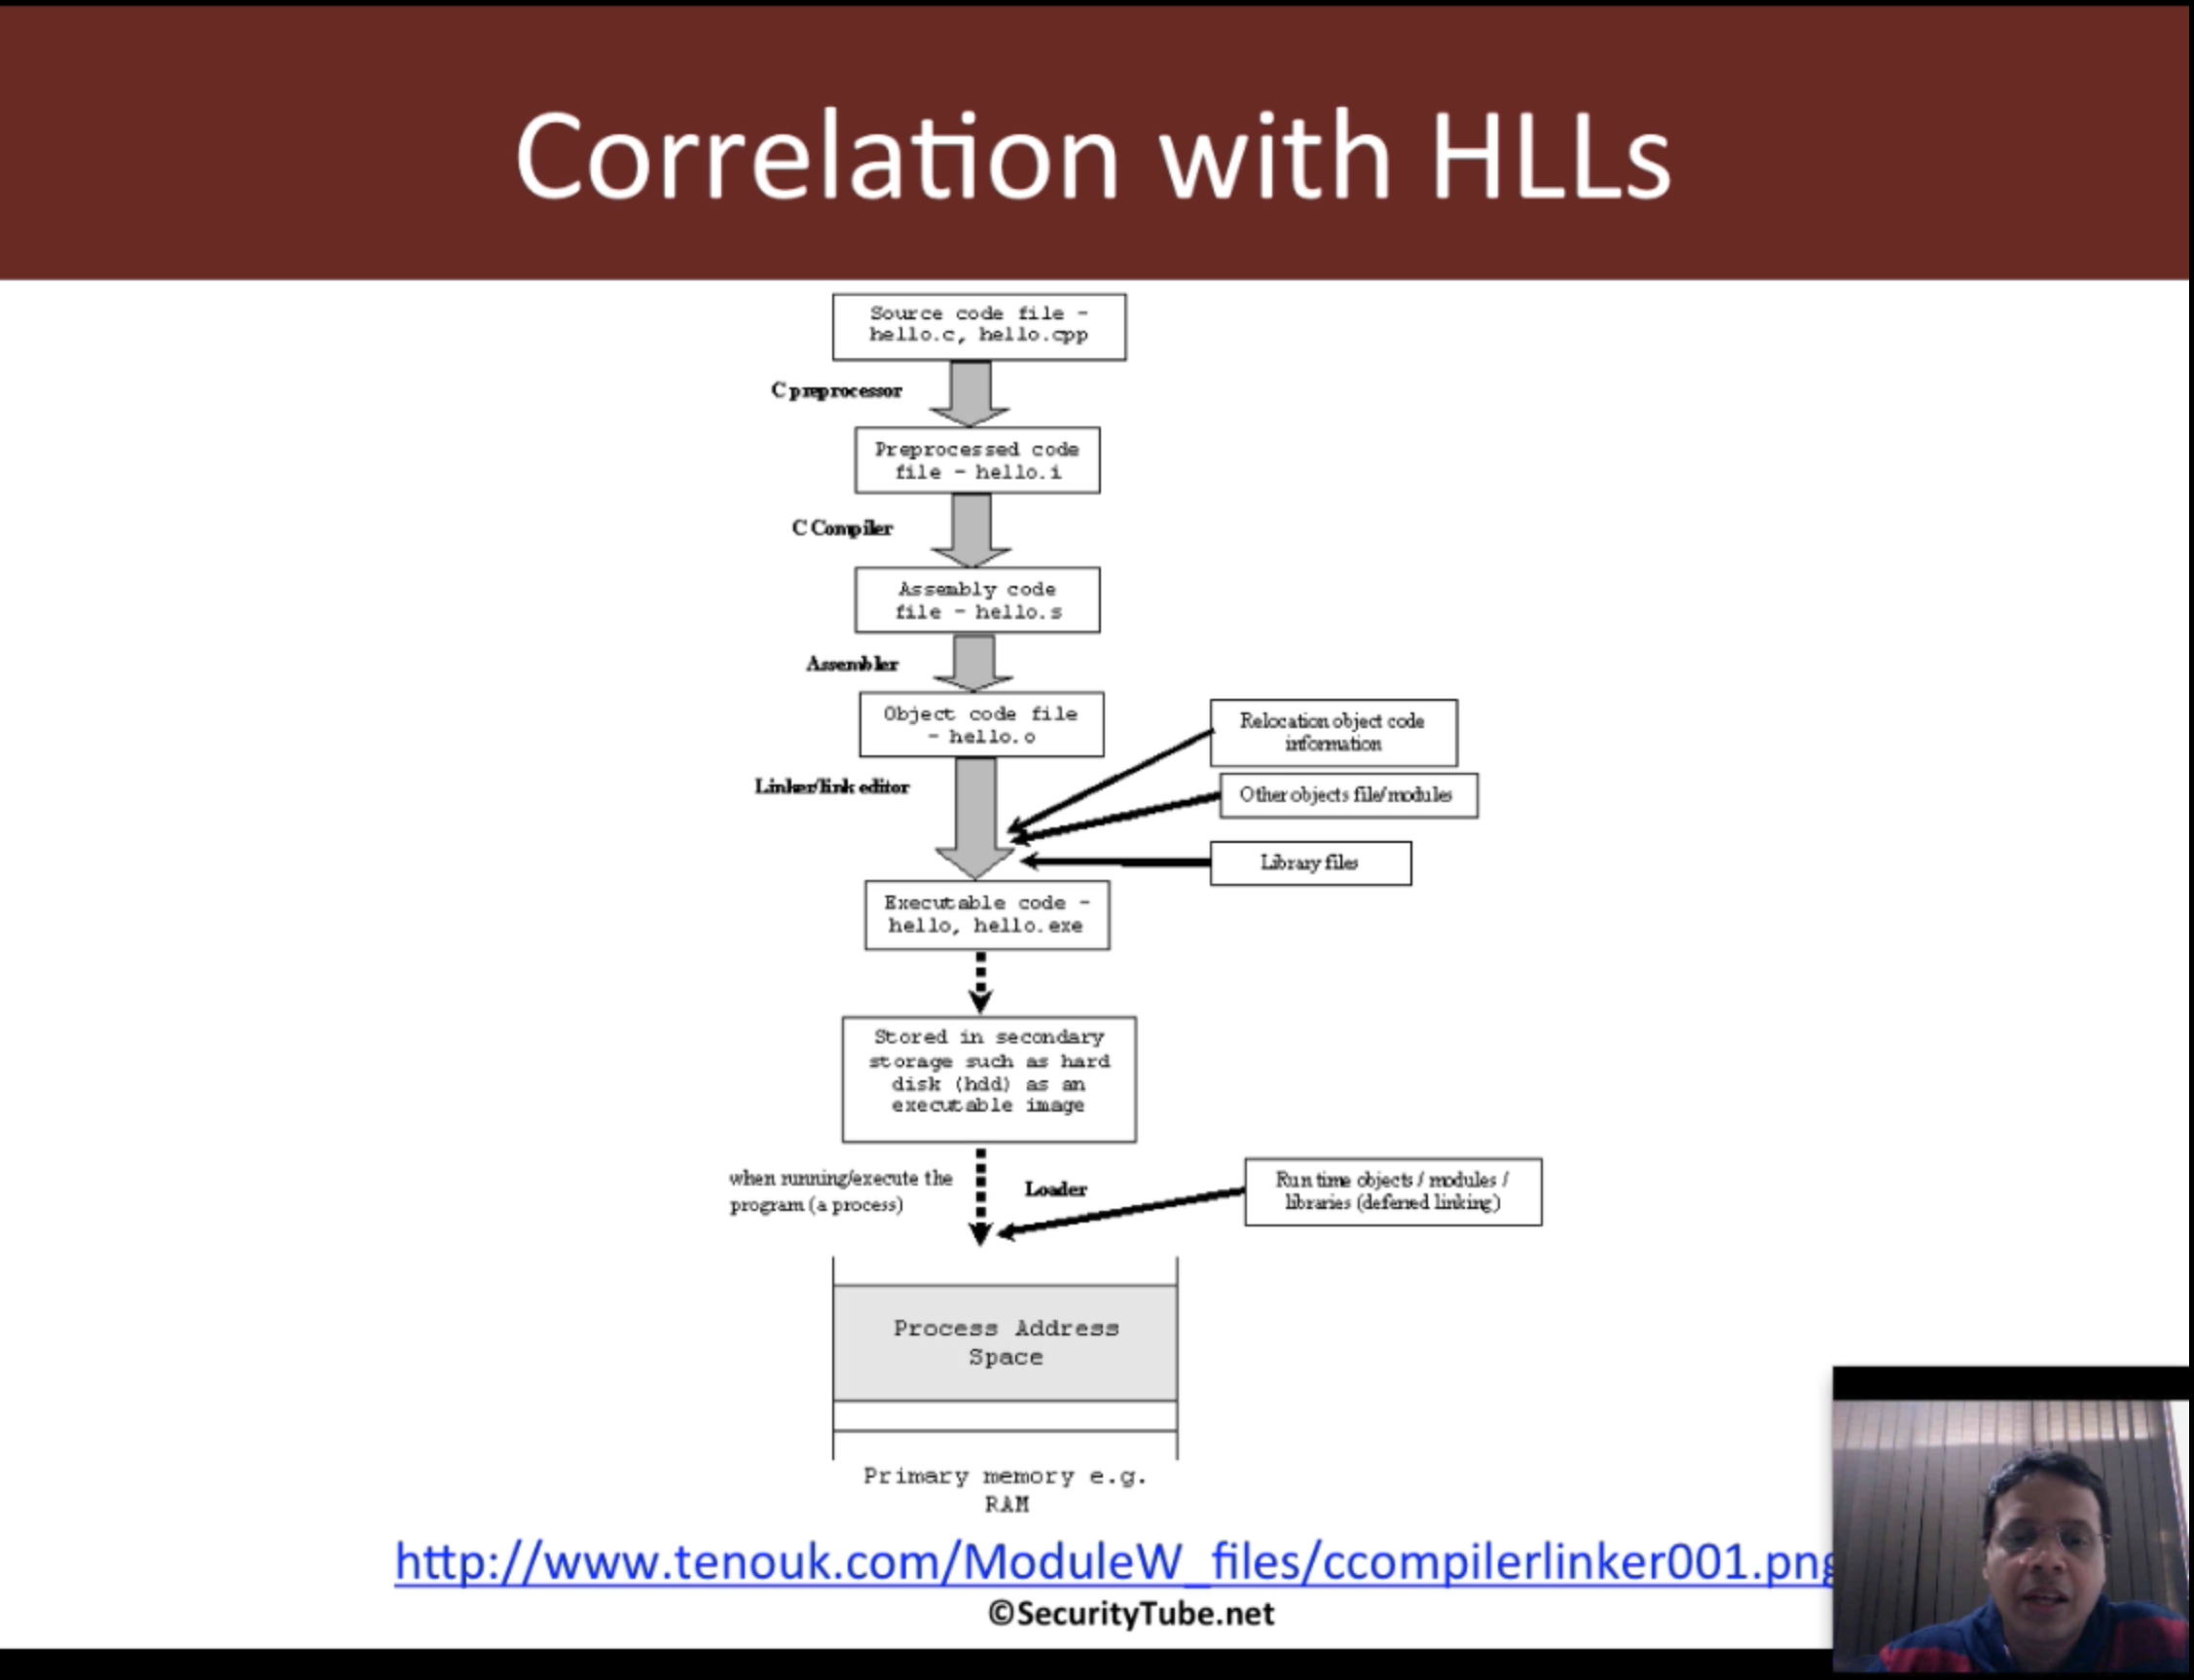 Correlation with HLLs
Source code file -
hello.c, hello.cpp
C preprocessor
Preprocessed code
file - hello.i
C Compiler
Assembly code
file - hello.s
Assembler
Object code file
- hello.o
Relocation object code
information
Linker/link editor
Other objects file/modules
Library files
Executable code -
hello, hello.exe
Stored in secondary
storage such as hard
disk (hdd) as an
executable image
when running/execute the
program (a process)
Loader
Run time objects / modules /
libraries (deferred linking)
Process Address
Space
Primary memory e.g.
RAM
http://www.tenouk.com/ModuleW_files/ccompilerlinker001.png
©SecurityTube.net